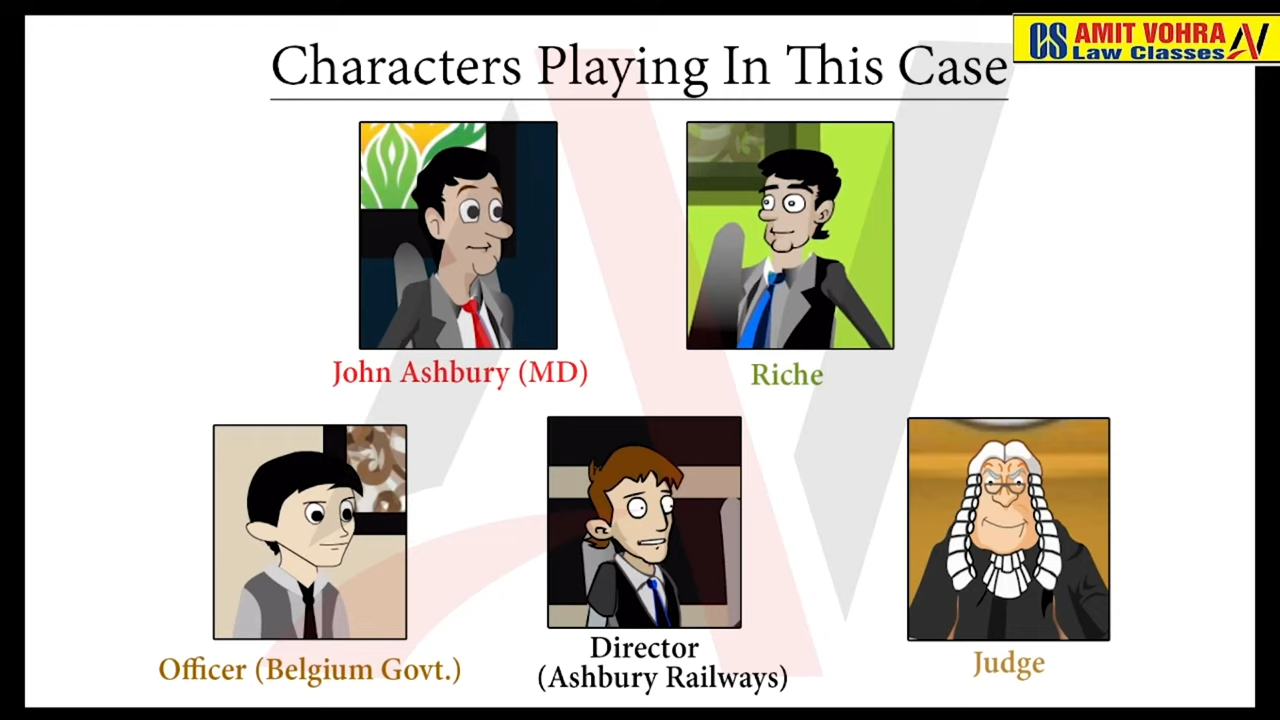 CS AMIT VOHRA
Law Classes AV
Characters Playing In This Case
John Ashbury (MD)
Riche
Officer (Belgium Govt.)
Director
(Ashbury Railways)
Judge